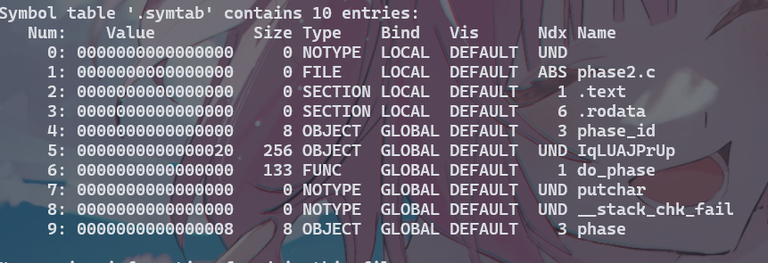 Symbol table '.symtab' contains 10 entries:
   Num:    Value          Size Type    Bind   Vis      Ndx Name
     0: 0000000000000000     0 NOTYPE  LOCAL  DEFAULT  UND
     1: 0000000000000000     0 FILE    LOCAL  DEFAULT  ABS phase2.c
     2: 0000000000000000     0 SECTION LOCAL  DEFAULT    1 .text
     3: 0000000000000000     0 SECTION LOCAL  DEFAULT    6 .rodata
     4: 0000000000000000     8 OBJECT  GLOBAL DEFAULT    3 phase_id
     5: 0000000000000020   256 OBJECT  GLOBAL DEFAULT  UND IqLUAJPrUp
     6: 0000000000000000   133 FUNC    GLOBAL DEFAULT    1 do_phase
     7: 0000000000000000     0 NOTYPE  GLOBAL DEFAULT  UND putchar
     8: 0000000000000000     0 NOTYPE  GLOBAL DEFAULT  UND __stack_chk_fail
     9: 0000000000000008     8 OBJECT  GLOBAL DEFAULT    3 phase